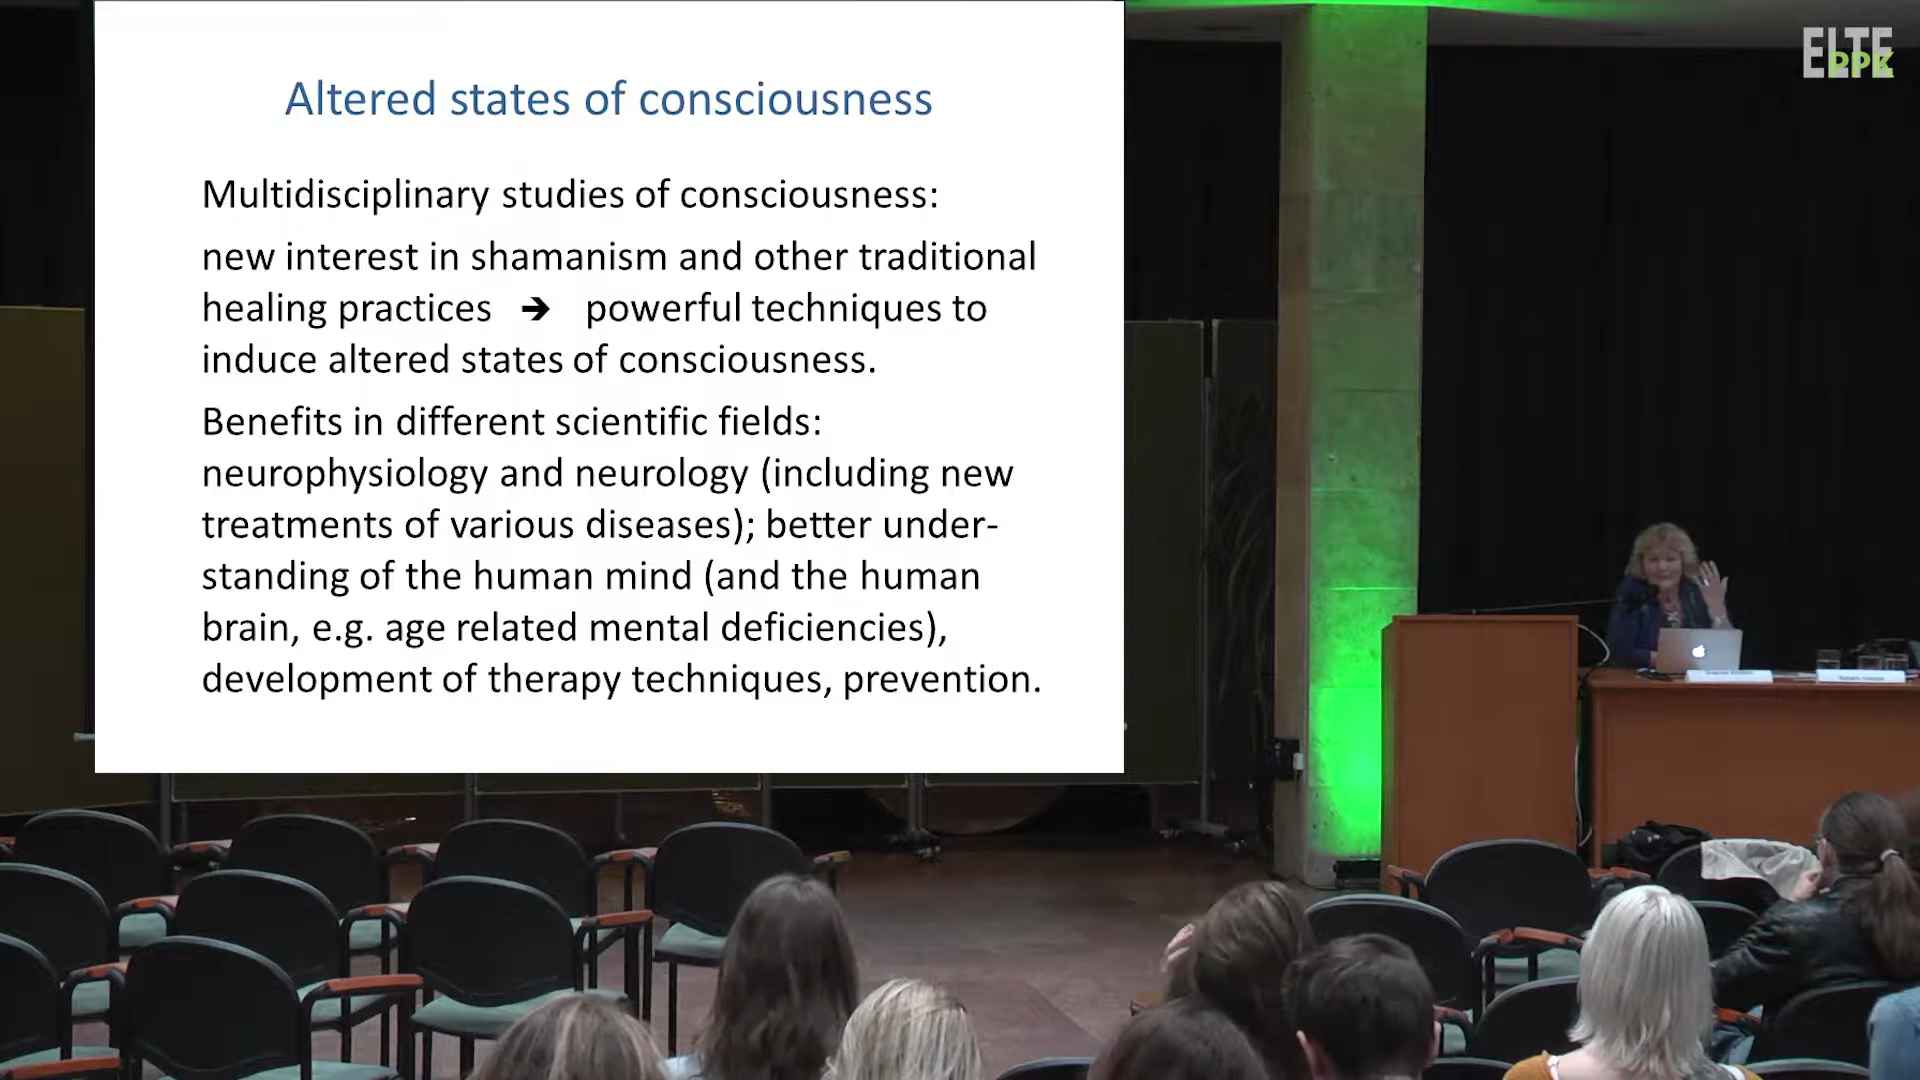 ELTE
PPK
Altered states of consciousness
Multidisciplinary studies of consciousness:
new interest in shamanism and other traditional
healing practices ➔ powerful techniques to
induce altered states of consciousness.
Benefits in different scientific fields:
neurophysiology and neurology (including new
treatments of various diseases); better under-
standing of the human mind (and the human
brain, e.g. age related mental deficiencies),
development of therapy techniques, prevention.